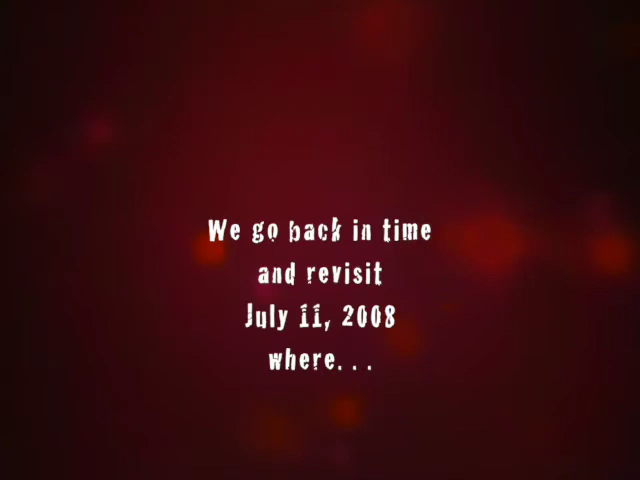 We go back in time
and revisit
July 11, 2008
where. . .